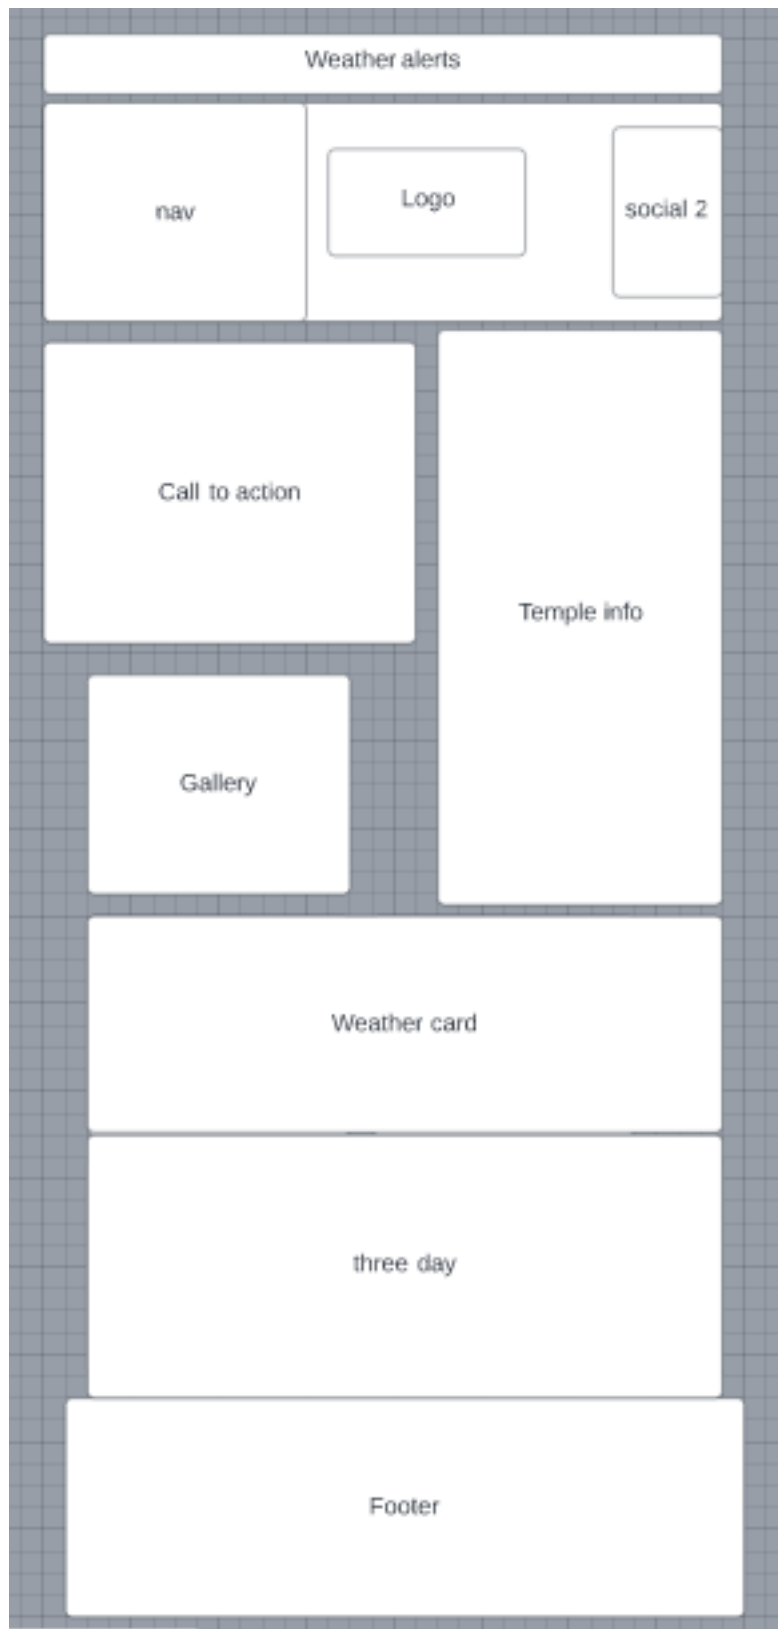 Weather alerts
nav
Logo
social 2
Call to action
Temple info
Gallery
Weather card
three day
Footer